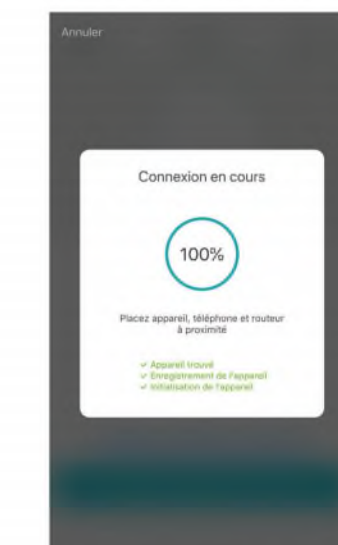 Annuler
Connexion en cours
100%
Placez appareil, téléphone et routeur
à proximité
✓ Appareil trouvé
✓ Enregistrement de l'appareil
✓ Initialisation de l'appareil